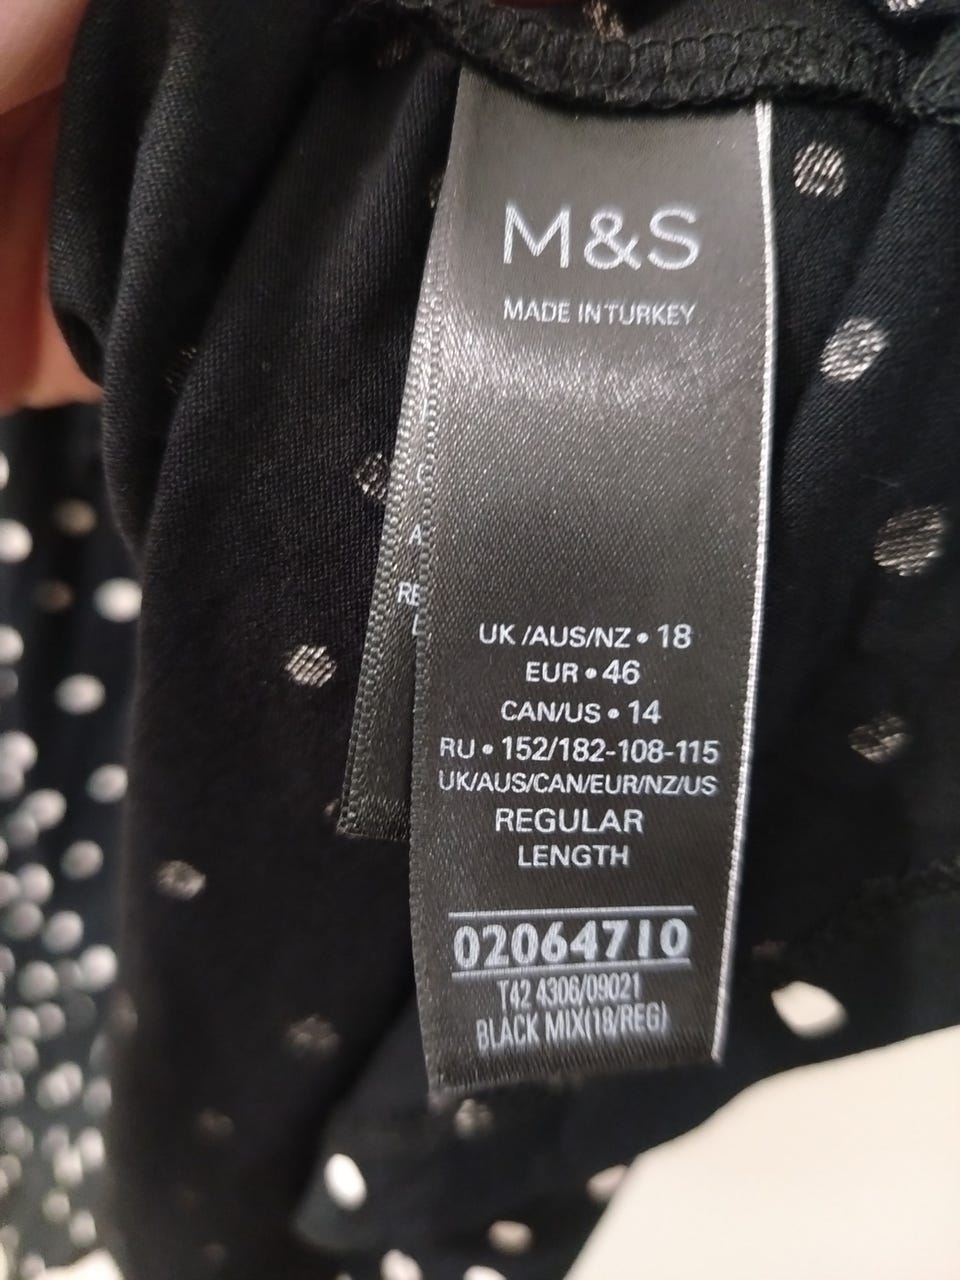 M&S
MADE IN TURKEY
UK /AUS/NZ • 18
EUR • 46
CAN/US • 14
RU • 152/182-108-115
UK/AUS/CAN/EUR/NZ/US
REGULAR
LENGTH
02064710
T42 4306/09021
BLACK MIX(18/REG)